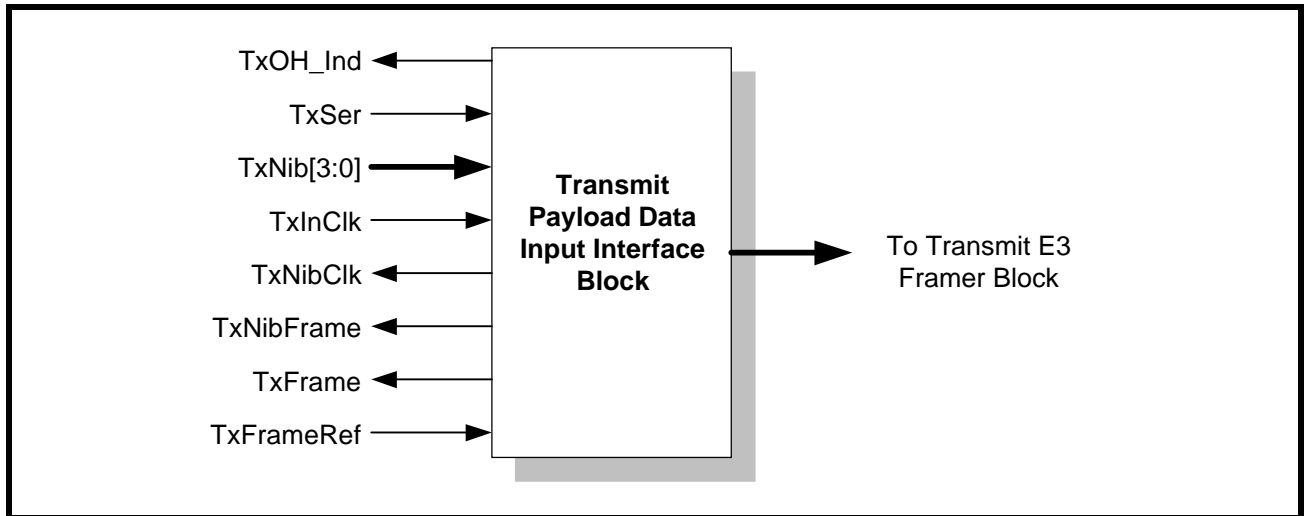 TxOH_Ind
TxSer
TxNib[3:0]
TxInClk
TxNibClk
TxNibFrame
TxFrame
TxFrameRef
Transmit
Payload Data
Input Interface
Block
To Transmit E3
Framer Block